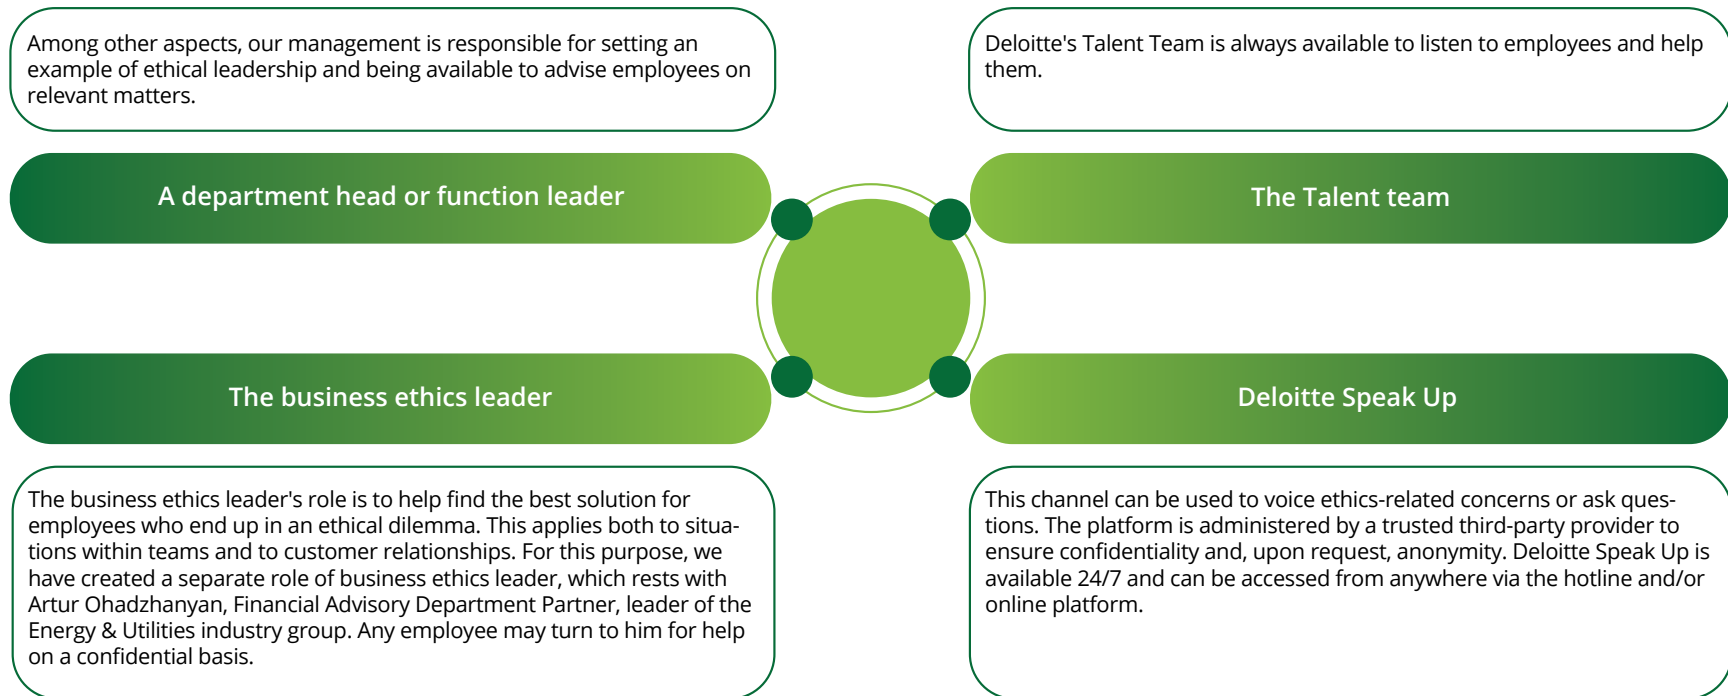 Among other aspects, our management is responsible for setting an
example of ethical leadership and being available to advise employees on
relevant matters.
A department head or function leader
Deloitte's Talent Team is always available to listen to employees and help
them.
The Talent team
The business ethics leader
The business ethics leader's role is to help find the best solution for
employees who end up in an ethical dilemma. This applies both to situa-
tions within teams and to customer relationships. For this purpose, we
have created a separate role of business ethics leader, which rests with
Artur Ohadzhanyan, Financial Advisory Department Partner, leader of the
Energy & Utilities industry group. Any employee may turn to him for help
on a confidential basis.
Deloitte Speak Up
This channel can be used to voice ethics-related concerns or ask ques-
tions. The platform is administered by a trusted third-party provider to
ensure confidentiality and, upon request, anonymity. Deloitte Speak Up is
available 24/7 and can be accessed from anywhere via the hotline and/or
online platform.